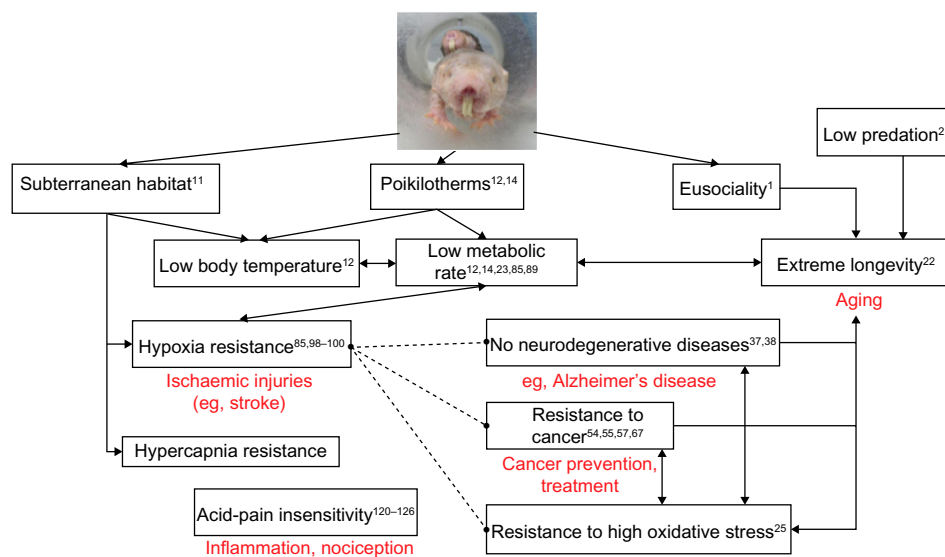 Low predation²
Subterranean habitat¹¹
Poikilotherms¹²,¹⁴
Eusociality¹
Low body temperature¹²
Low metabolic
rate¹²,¹⁴,²³,⁸⁵,⁸⁹
Extreme longevity²²
Aging
Hypoxia resistance⁸⁵,⁹⁸⁻¹⁰⁰
Ischaemic injuries
(eg, stroke)
No neurodegenerative diseases³⁷,³⁸
eg, Alzheimer's disease
Resistance to
cancer⁵⁴,⁵⁵,⁵⁷,⁶⁷
Cancer prevention,
treatment
Hypercapnia resistance
Acid-pain insensitivity¹²⁰⁻¹²⁶
Inflammation, nociception
Resistance to high oxidative stress²⁵